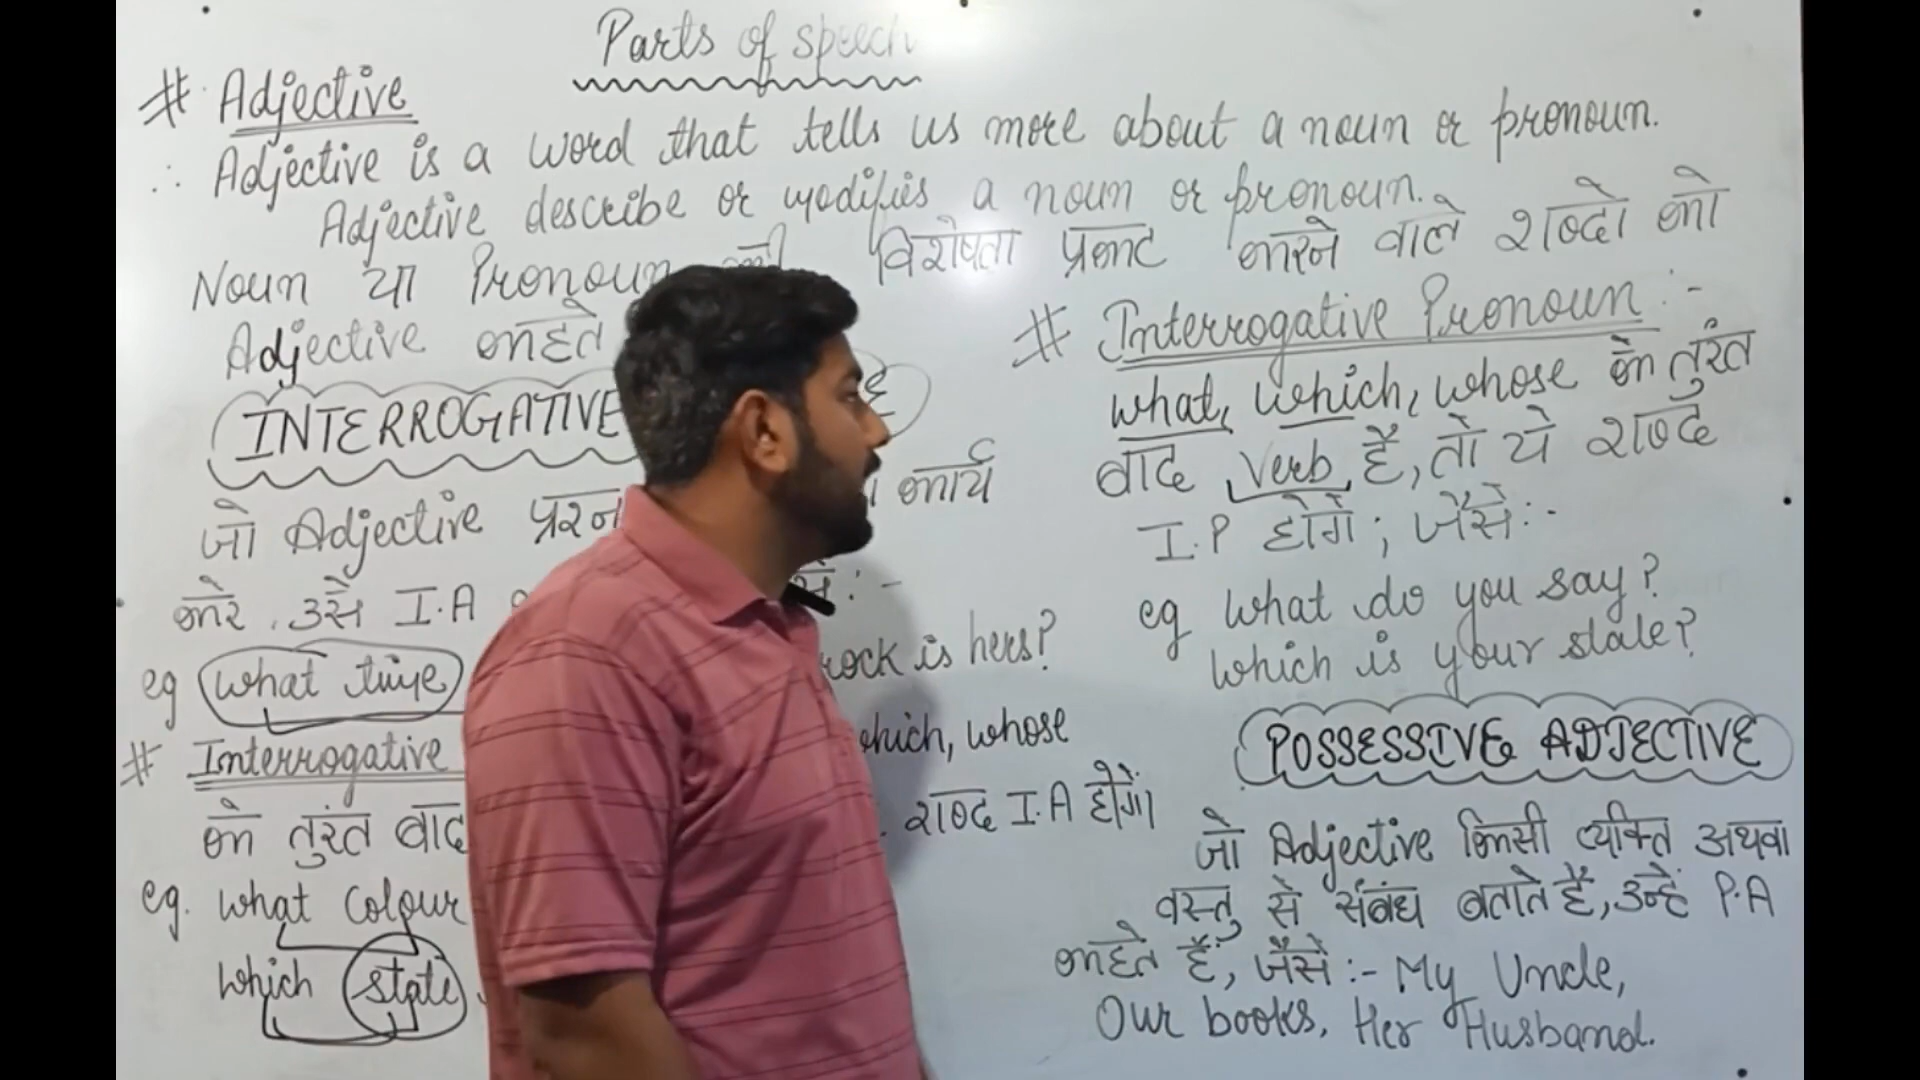 Parts of speech
# Adjective
∴ Adjective is a word that tells us more about a noun or pronoun.
Adjective describe or modifies a noun or pronoun.
Noun या Pronoun की विशेषता प्रकट करने वाले शब्दो को
Adjective कहते
INTERROGATIVE
जो Adjective प्रश्न कार्य
करे, उसे I.A
eg what time rock is hers?
# Interrogative which, whose
के तुरंत बाद शब्द I.A होंगे।
eg. what colour
which state
# Interrogative Pronoun :-
what, which, whose के तुरंत
बाद verb है, तो ये शब्द
I.P होंगे ; जैसे :-
eg what do you say?
which is your state?
POSSESSIVE ADJECTIVE
जो Adjective किसी व्यक्ति अथवा
वस्तु से संबंध बताते हैं, उन्हें P.A
कहते हैं, जैसे :- My Uncle,
Our books, Her Husband.